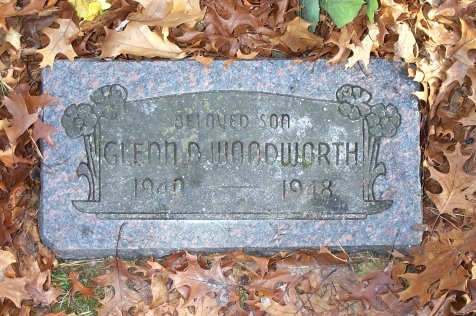 BELOVED SON
GLENN D. WOODWORTH
1940 — 1948